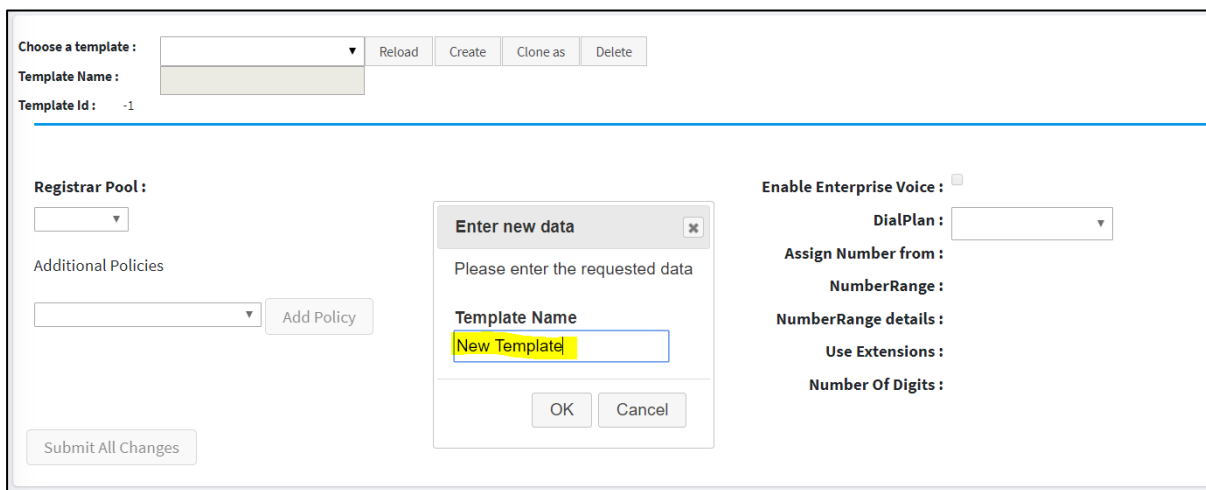 Choose a template :
Reload Create Clone as Delete
Template Name :
Template Id : -1
Registrar Pool :
Additional Policies
Add Policy
Submit All Changes
Enter new data
Please enter the requested data
Template Name
New Template
OK Cancel
Enable Enterprise Voice :
DialPlan :
Assign Number from :
NumberRange :
NumberRange details :
Use Extensions :
Number Of Digits :